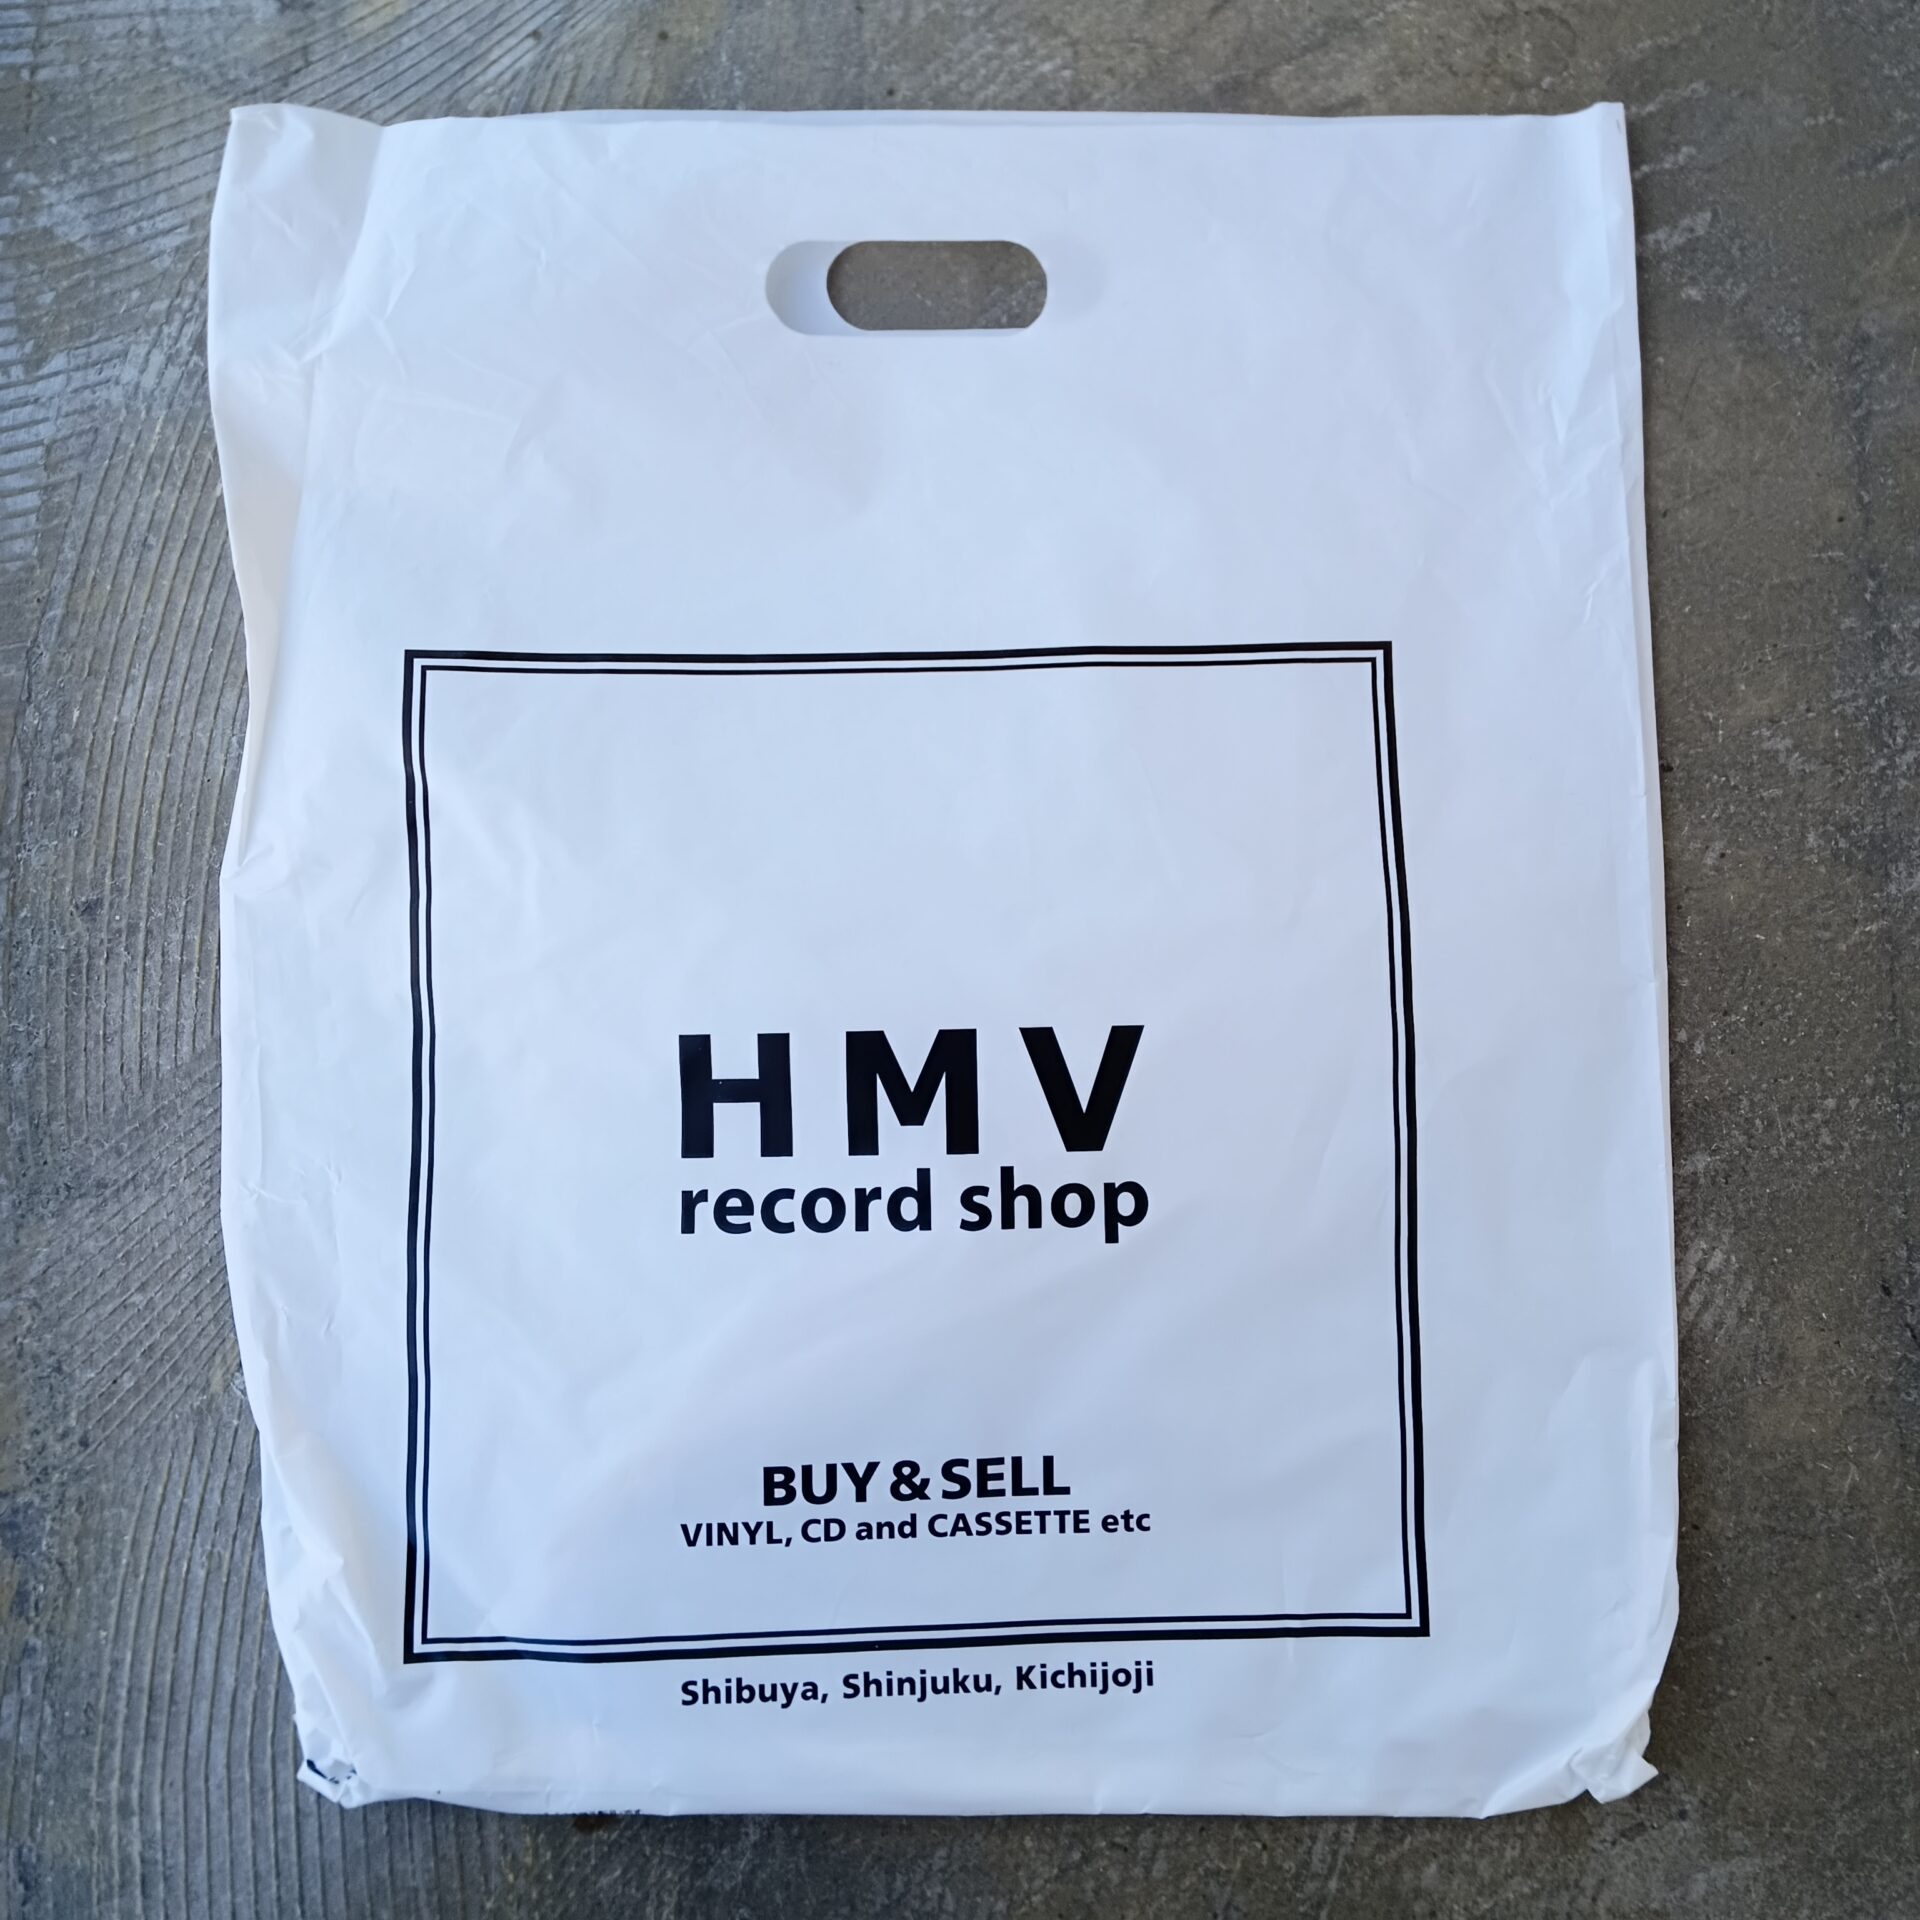 HMV
record shop
BUY & SELL
VINYL, CD and CASSETTE etc
Shibuya, Shinjuku, Kichijoji